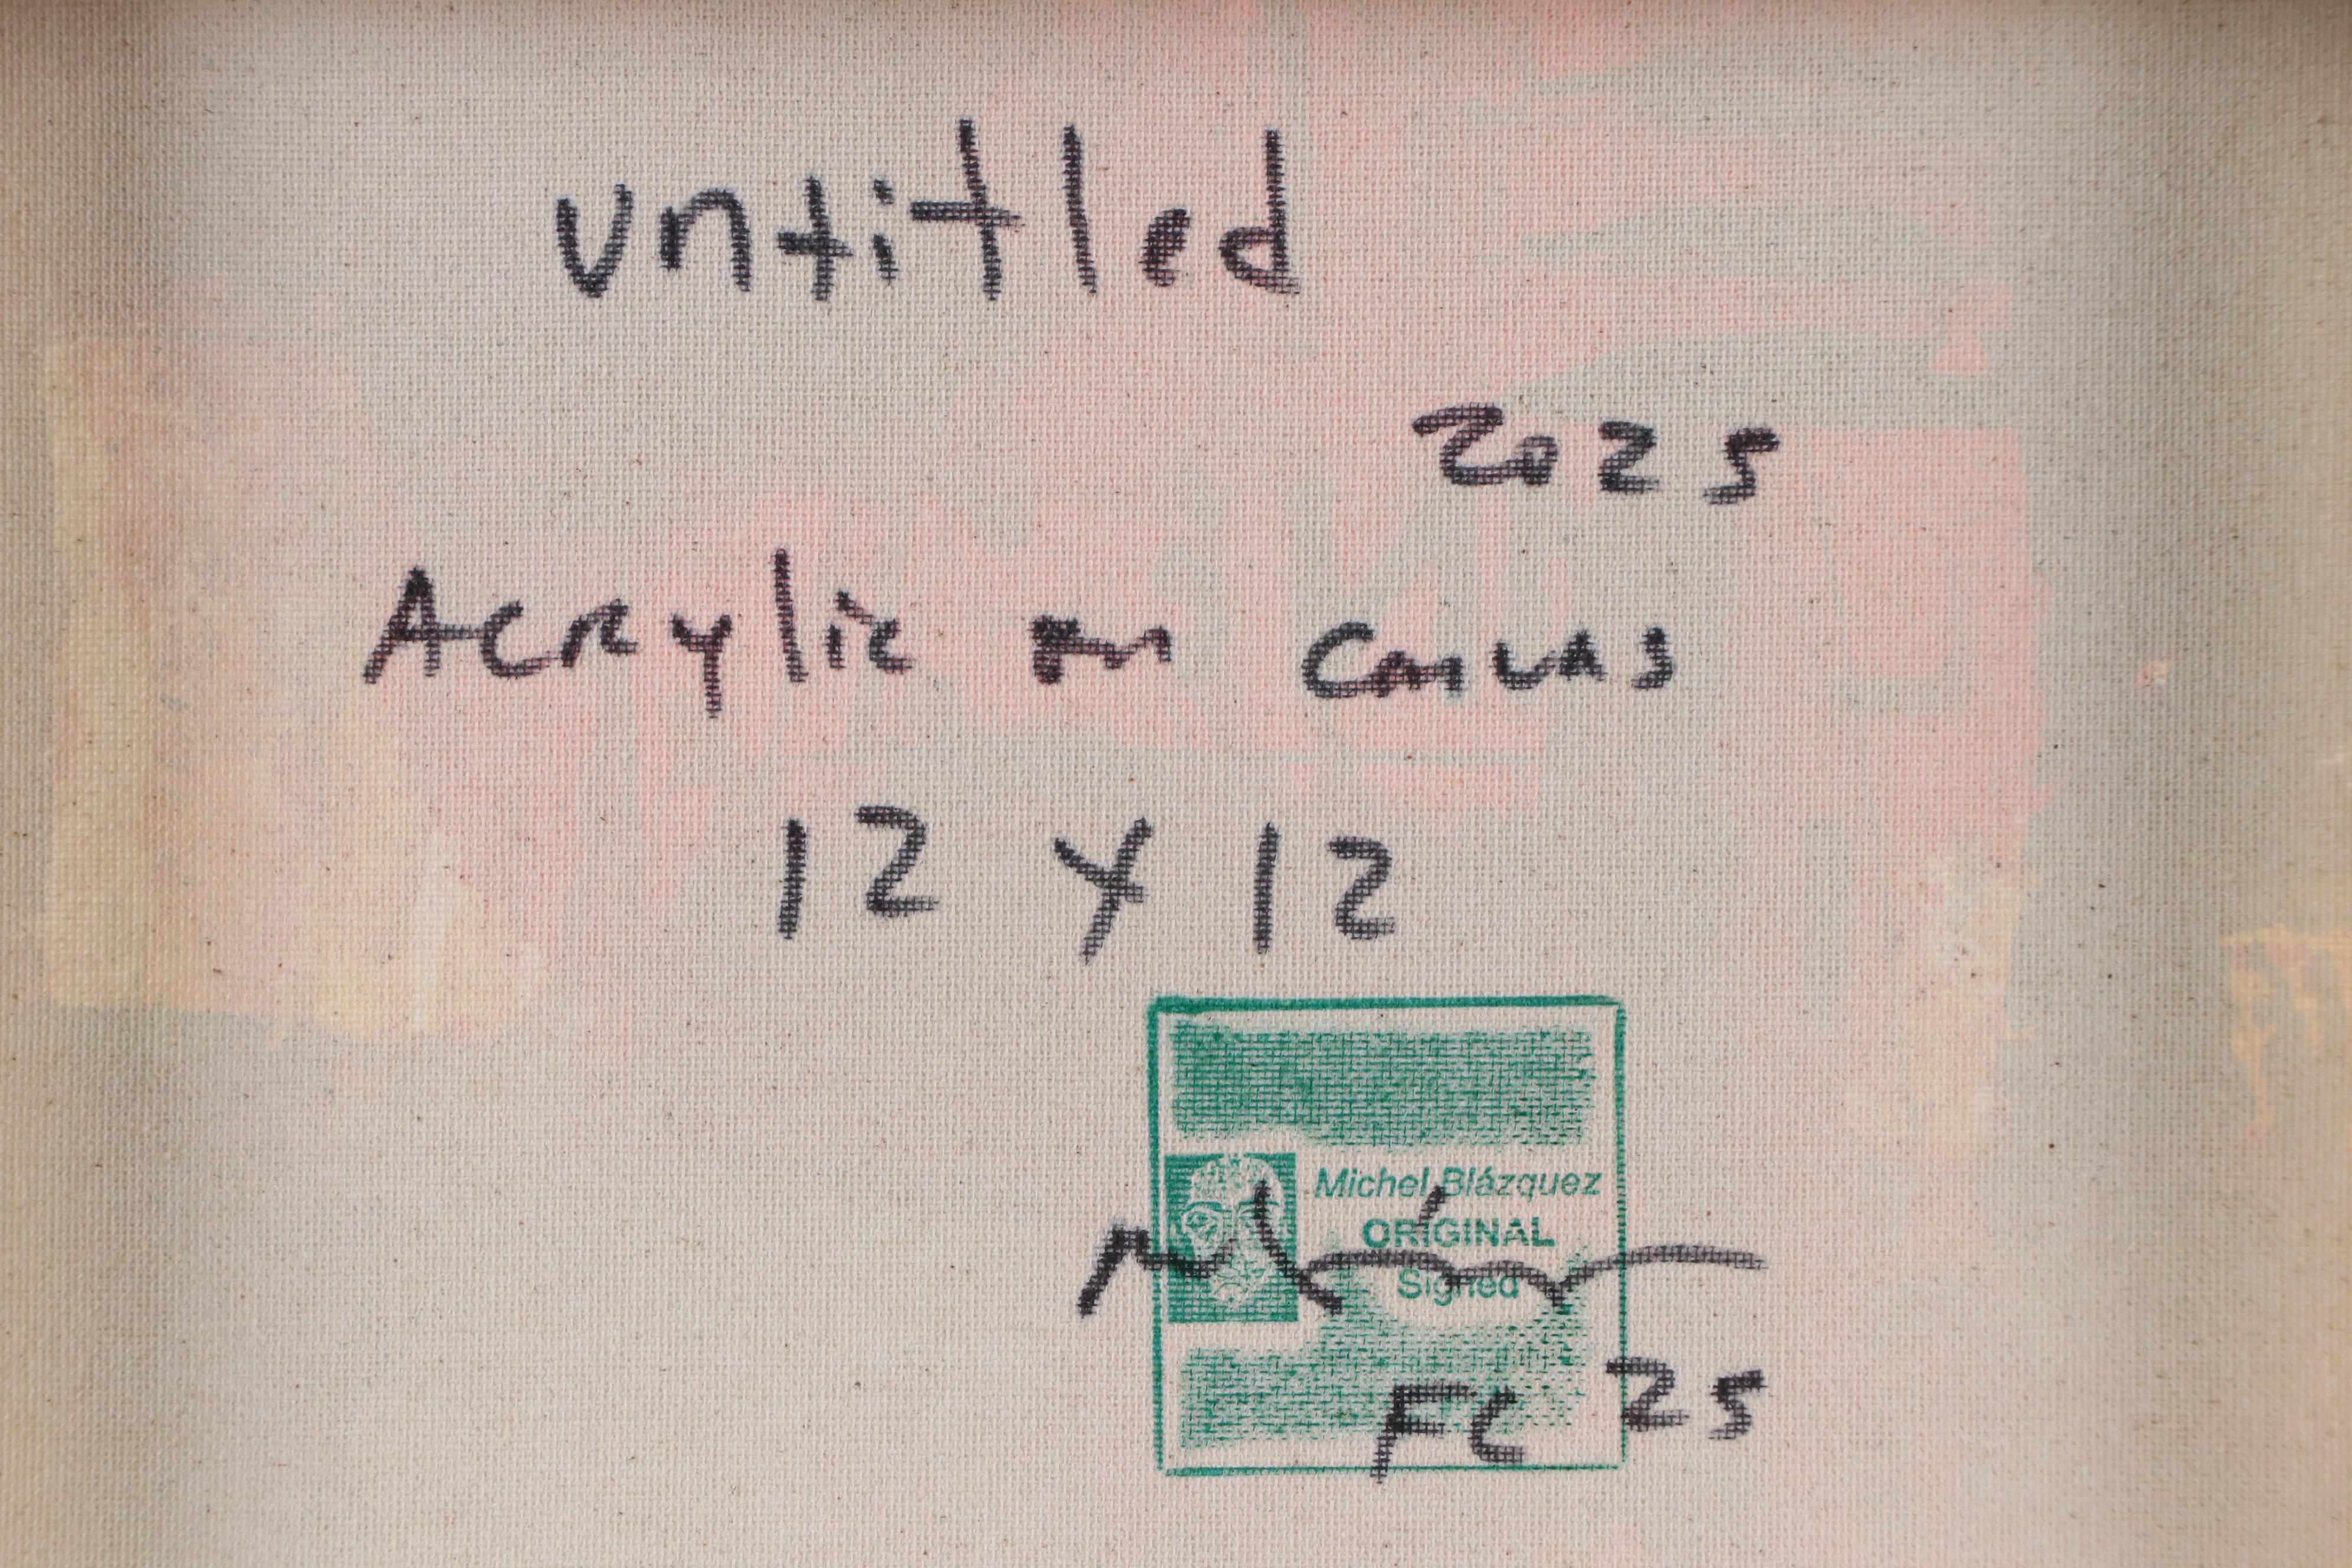 untitled
2025
Acrylic on canvas
12 x 12
Michel Blázquez
ORIGINAL
Signed
FC 25